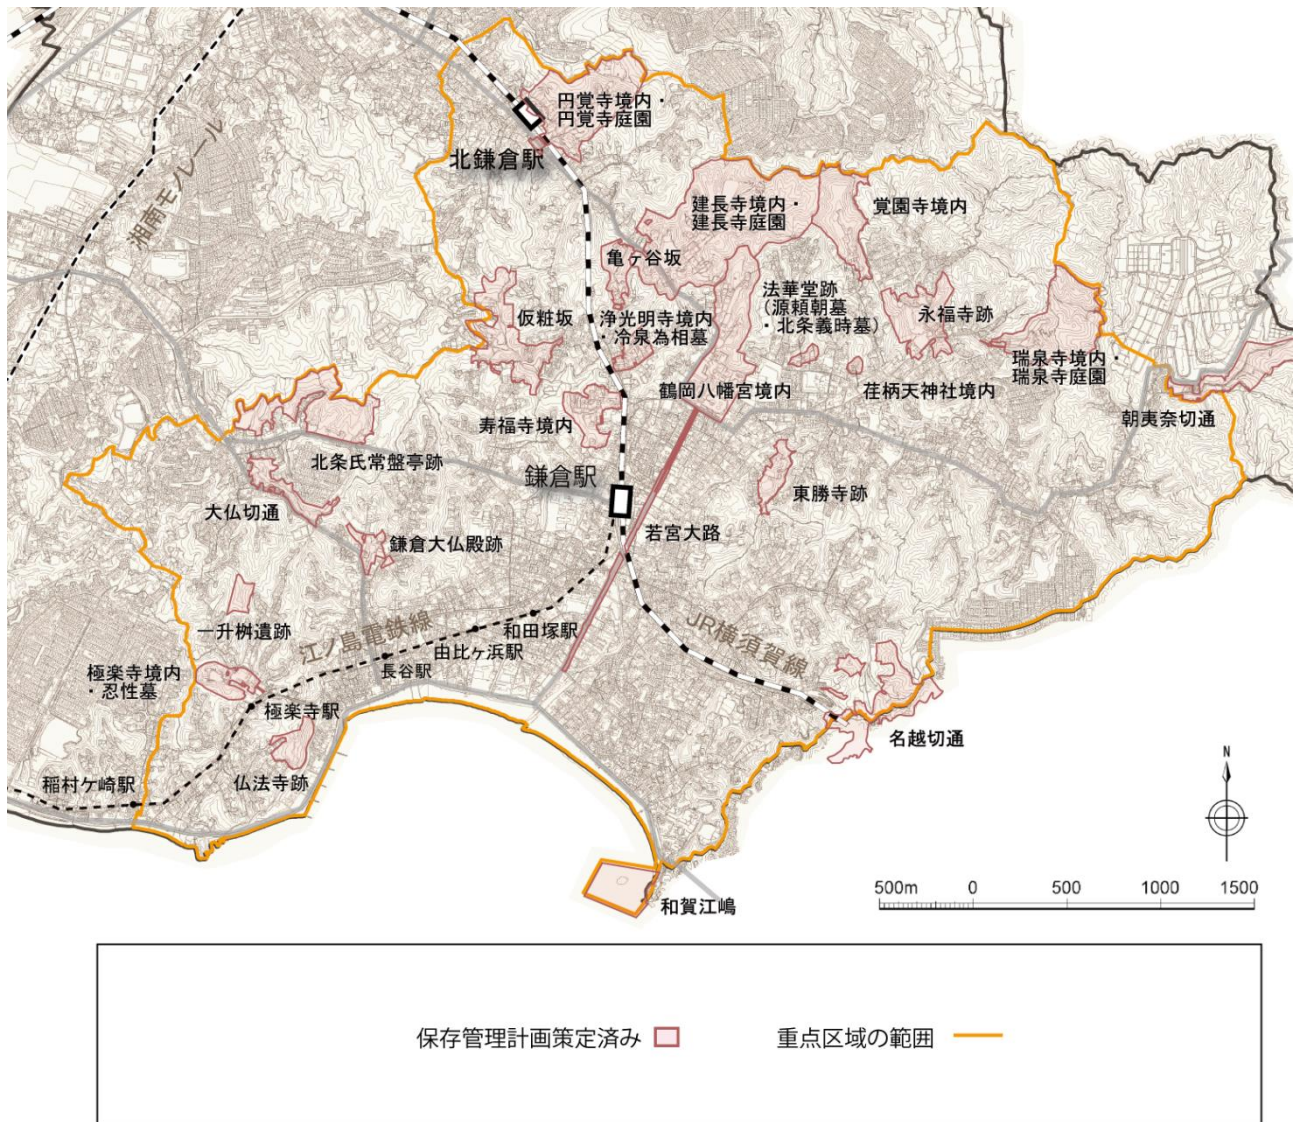 円覚寺境内・
円覚寺庭園
北鎌倉駅
湘南モノレール
建長寺境内・
建長寺庭園
覚園寺境内
亀ヶ谷坂
法華堂跡
(源頼朝墓
・北条義時墓)
仮粧坂
浄光明寺境内
・冷泉為相墓
永福寺跡
瑞泉寺境内・
瑞泉寺庭園
鶴岡八幡宮境内
荏柄天神社境内
朝夷奈切通
寿福寺境内
北条氏常盤亭跡
鎌倉駅
東勝寺跡
大仏切通
若宮大路
鎌倉大仏殿跡
一升桝遺跡
江ノ島電鉄線
和田塚駅
JR横須賀線
由比ヶ浜駅
長谷駅
極楽寺境内
・忍性墓
極楽寺駅
名越切通
稲村ケ崎駅
仏法寺跡
和賀江嶋
N
500m 0 500 1000 1500
保存管理計画策定済み
重点区域の範囲